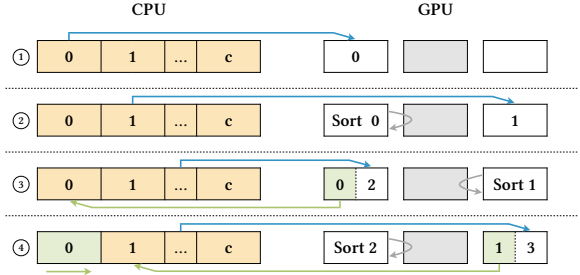 CPU GPU
① 0 1 ... c 0
② 0 1 ... c Sort 0 1
③ 0 1 ... c 0 2 Sort 1
④ 0 1 ... c Sort 2 1 3